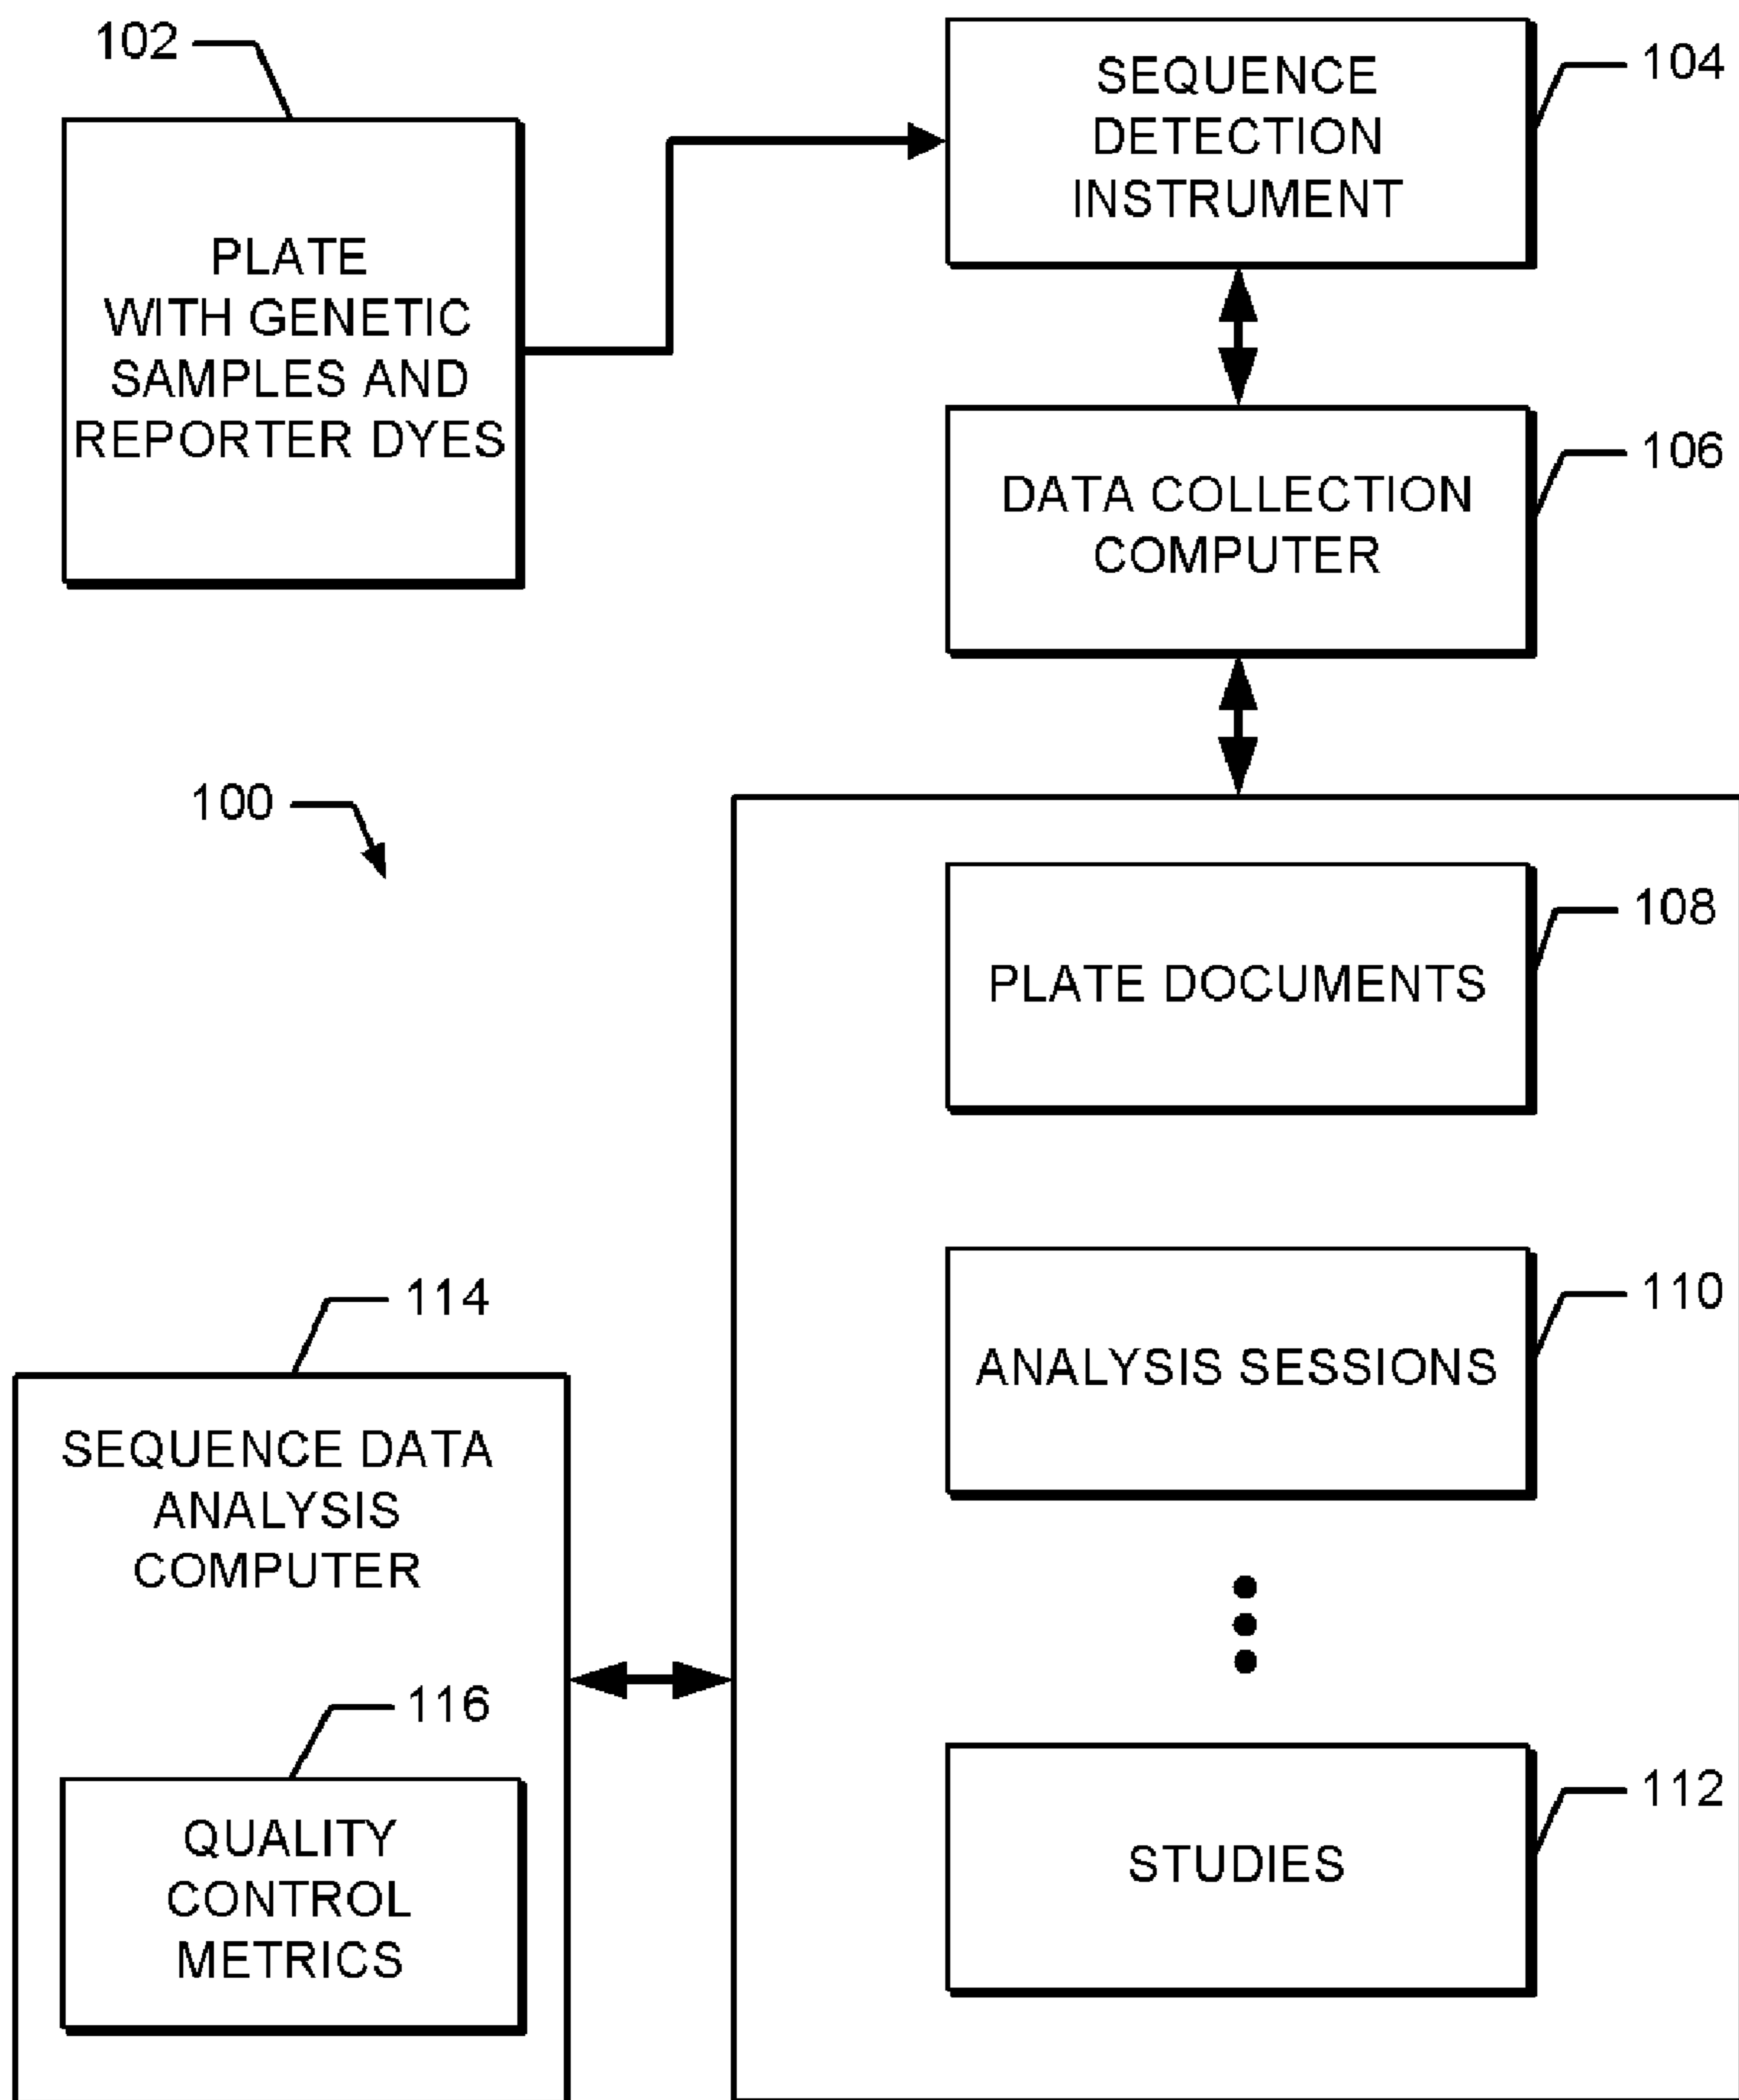 102
PLATE
WITH GENETIC
SAMPLES AND
REPORTER DYES
SEQUENCE
DETECTION
INSTRUMENT
104
DATA COLLECTION
COMPUTER
106
100
PLATE DOCUMENTS
108
ANALYSIS SESSIONS
110
STUDIES
112
114
SEQUENCE DATA
ANALYSIS
COMPUTER
116
QUALITY
CONTROL
METRICS